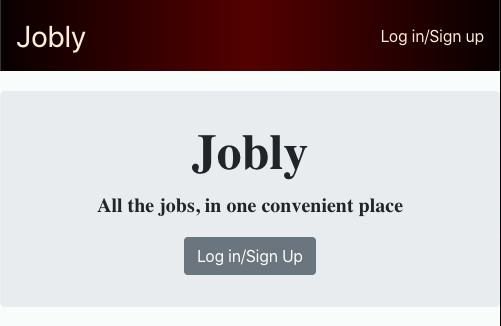 Jobly
Log in/Sign up
Jobly
All the jobs, in one convenient place
Log in/Sign Up